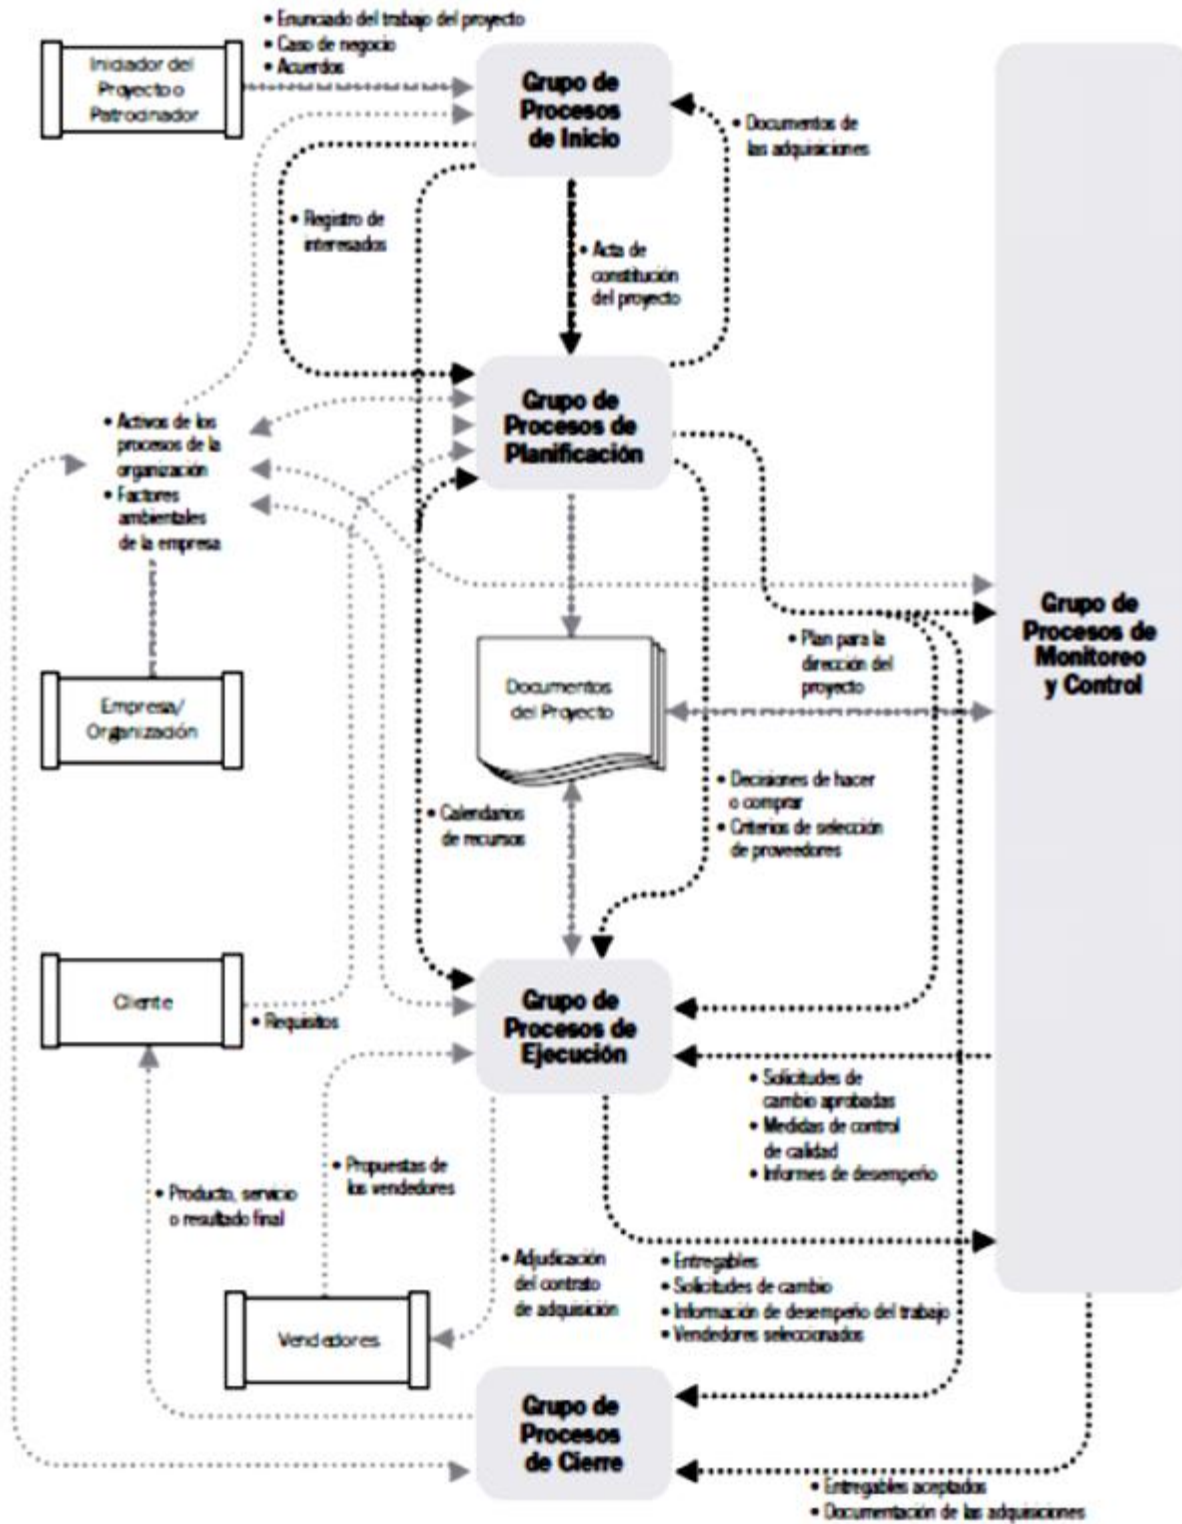 • Enunciado del trabajo del proyecto
• Caso de negocio
• Acuerdos
Iniciador del
Proyecto o
Patrocinador
Grupo de
Procesos
de Inicio
• Documentos de
las adquisiciones
• Registro de
interesados
• Acta de
constitución
del proyecto
Grupo de
Procesos de
Planificación
• Activos de los
procesos de la
organización
• Factores
ambientales
de la empresa
Grupo de
Procesos de
Monitoreo
y Control
• Plan para la
dirección del
proyecto
Documentos
del Proyecto
Empresa/
Organización
• Decisiones de hacer
o comprar
• Criterios de selección
de proveedores
• Calendarios
de recursos
Cliente
• Requisitos
Grupo de
Procesos de
Ejecución
• Solicitudes de
cambio aprobadas
• Medidas de control
de calidad
• Informes de desempeño
• Propuestas de
los vendedores
• Producto, servicio
o resultado final
• Adjudicación
del contrato
de adquisición
• Entregables
• Solicitudes de cambio
• Información de desempeño del trabajo
• Vendedores seleccionados
Vendedores
Grupo de
Procesos
de Cierre
• Entregables aceptados
• Documentación de las adquisiciones